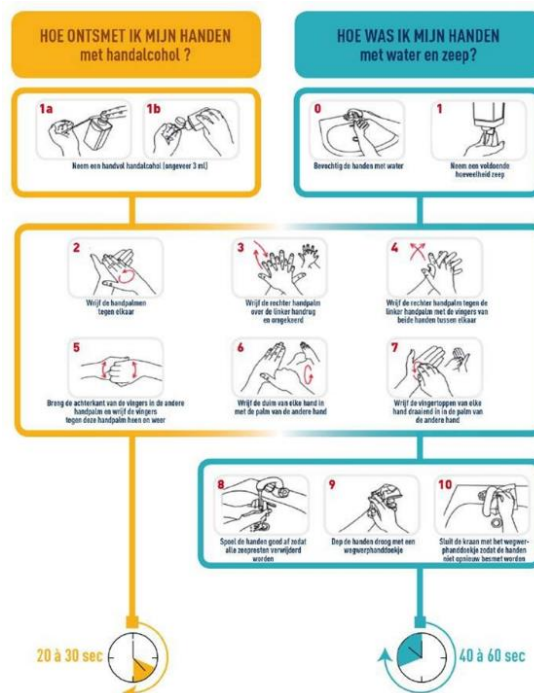 HOE ONTSMET IK MIJN HANDEN
met handalcohol ?
HOE WAS IK MIJN HANDEN
met water en zeep?
1a
1b
Neem een handvol handalcohol (ongeveer 3 ml)
0
Bevochtig de handen met water
1
Neem een voldoende
hoeveelheid zeep
2
Wrijf de handpalmen
tegen elkaar
3
Wrijf de rechter handpalm
over de linker handrug
en omgekeerd
4
Wrijf de rechter handpalm tegen de
linker handpalm met de vingers van
beide handen tussen elkaar
5
Breng de achterkant van de vingers in de andere
handpalm en wrijf de vingers
tegen deze handpalm heen en weer
6
Wrijf de duim van elke hand in
met de palm van de andere hand
7
Wrijf de vingertoppen van elke
hand draaiend in in de palm van
de andere hand
8
Spoel de handen goed af zodat
alle zeepresten verwijderd
worden
9
Dep de handen droog met een
wegwerphanddoekje
10
Sluit de kraan met het wegwer-
phanddoekje zodat de handen
niet opnieuw besmet worden
20 à 30 sec
40 à 60 sec